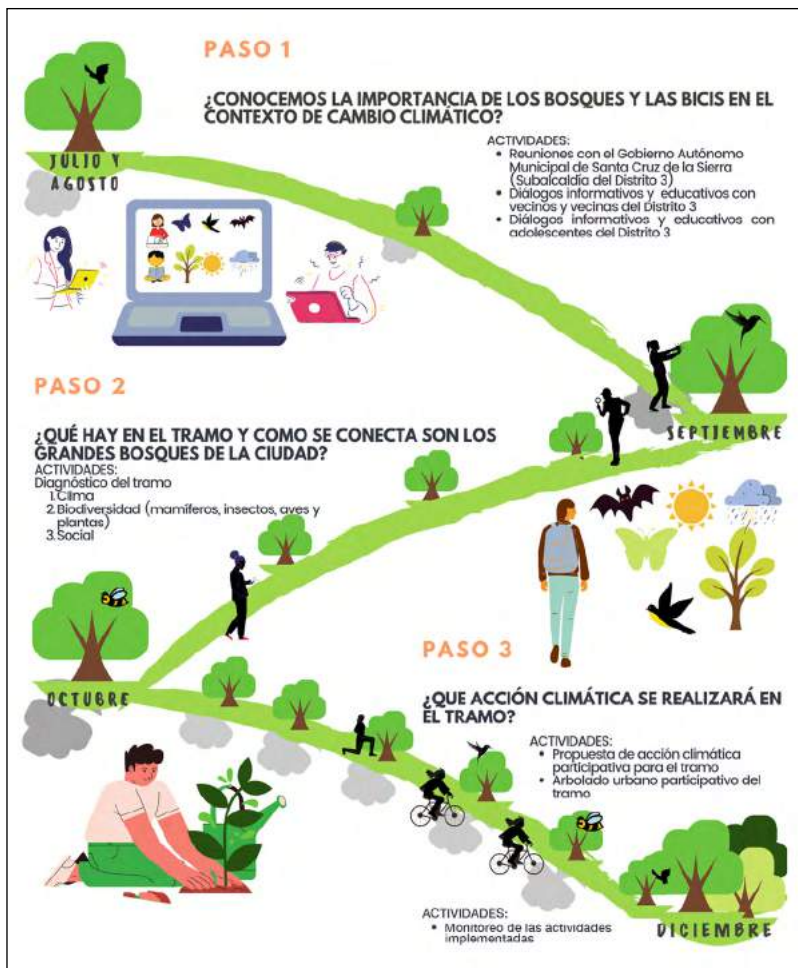 PASO 1
¿CONOCEMOS LA IMPORTANCIA DE LOS BOSQUES Y LAS BICIS EN EL
CONTEXTO DE CAMBIO CLIMÁTICO?
JULIO Y
AGOSTO
ACTIVIDADES:
• Reuniones con el Gobierno Autónomo
Municipal de Santa Cruz de la Sierra
(Subalcaldía del Distrito 3)
• Diálogos informativos y educativos con
vecinos y vecinas del Distrito 3
• Diálogos informativos y educativos con
adolescentes del Distrito 3
SEPTIEMBRE
PASO 2
¿QUÉ HAY EN EL TRAMO Y COMO SE CONECTA SON LOS
GRANDES BOSQUES DE LA CIUDAD?
ACTIVIDADES:
Diagnóstico del tramo
1. Clima
2. Biodiversidad (mamíferos, insectos, aves y
plantas)
3. Social
OCTUBRE
PASO 3
¿QUE ACCIÓN CLIMÁTICA SE REALIZARÁ EN
EL TRAMO?
ACTIVIDADES:
• Propuesta de acción climática
participativa para el tramo
• Arbolado urbano participativo del
tramo
ACTIVIDADES:
• Monitoreo de las actividades
implementadas
DICIEMBRE